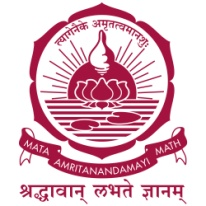 त्यागेनैके अमृतत्वमानशुः
MATA AMRITANANDAMAYI MATH
श्रद्धावान् लभते ज्ञानम्